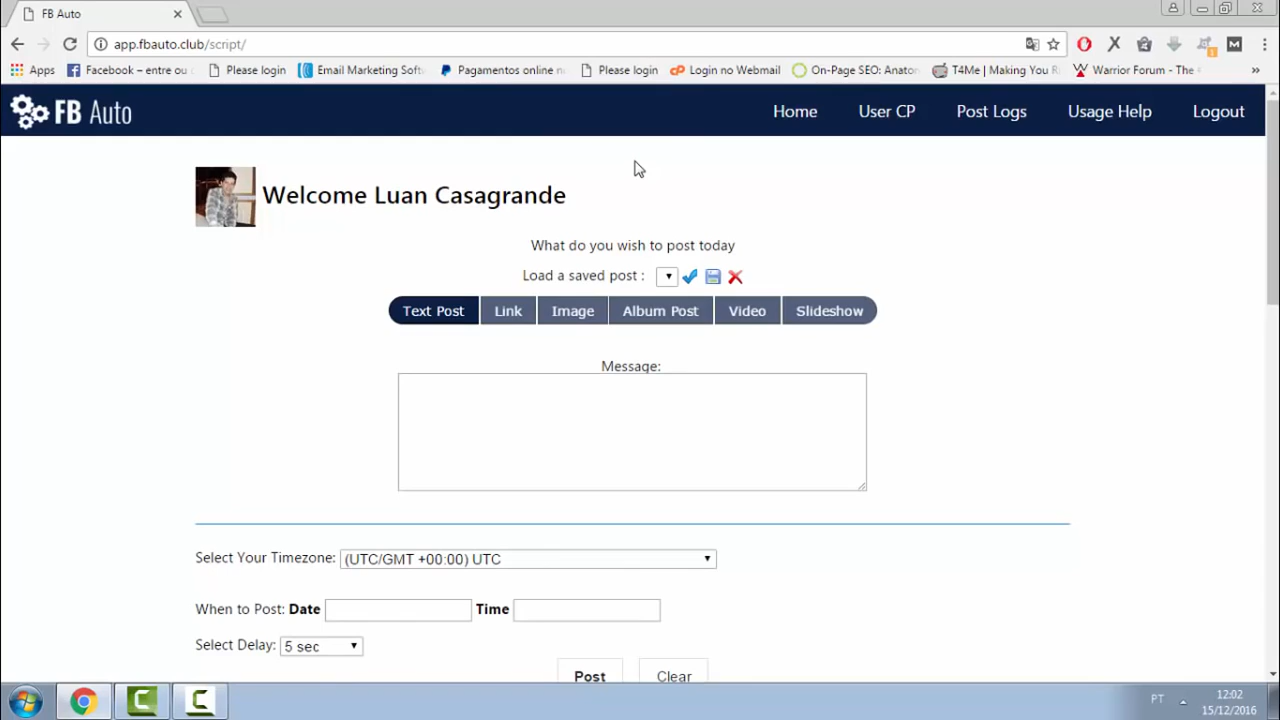 FB Auto
app.fbauto.club/script/
Apps
Facebook – entre ou c
Please login
Email Marketing Soft
Pagamentos online n
Please login
Login no Webmail
On-Page SEO: Anator
T4Me | Making You Ri
Warrior Forum - The
FB Auto
Home
User CP
Post Logs
Usage Help
Logout
Welcome Luan Casagrande
What do you wish to post today
Load a saved post :
Text Post
Link
Image
Album Post
Video
Slideshow
Message:
Select Your Timezone: (UTC/GMT +00:00) UTC
When to Post: Date
Time
Select Delay: 5 sec
Post
Clear
PT
12:02
15/12/2016